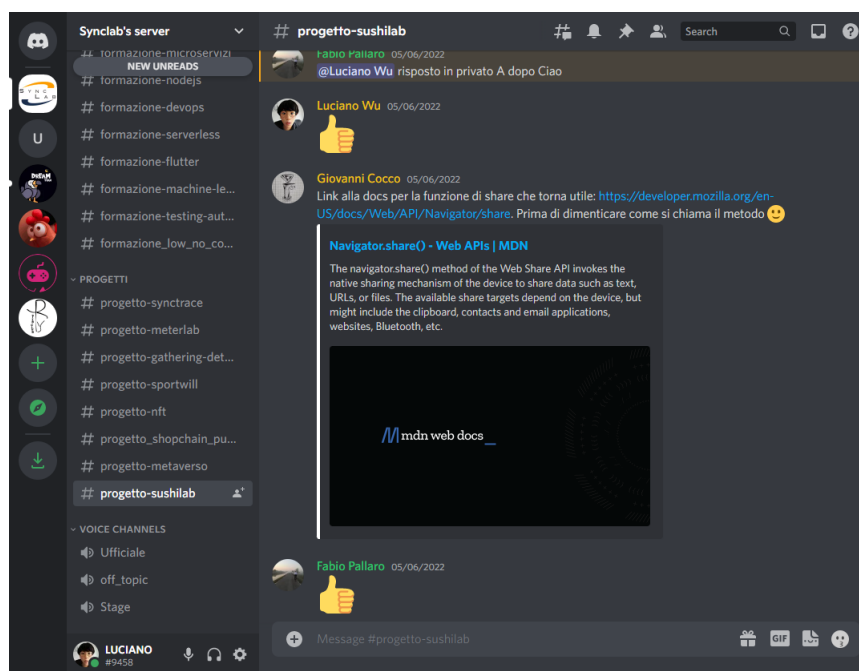 Synclab's server
# formazione-microservizi
NEW UNREADS
# formazione-nodejs
# formazione-devops
# formazione-serverless
# formazione-flutter
# formazione-machine-le...
# formazione-testing-aut...
# formazione_low_no_co...
PROGETTI
# progetto-synctrace
# progetto-meterlab
# progetto-gathering-det...
# progetto-sportwill
# progetto-nft
# progetto_shopchain_pu...
# progetto-metaverso
# progetto-sushilab
VOICE CHANNELS
Ufficiale
off_topic
Stage
LUCIANO
#9458
SYNC
LAB
U
DREAM
# progetto-sushilab
Search
Fabio Pallaro 05/06/2022
@Luciano Wu risposto in privato A dopo Ciao
Luciano Wu 05/06/2022
Giovanni Cocco 05/06/2022
Link alla docs per la funzione di share che torna utile: https://developer.mozilla.org/en-
US/docs/Web/API/Navigator/share. Prima di dimenticare come si chiama il metodo
Navigator.share() - Web APIs | MDN
The navigator.share() method of the Web Share API invokes the
native sharing mechanism of the device to share data such as text,
URLs, or files. The available share targets depend on the device, but
might include the clipboard, contacts and email applications,
websites, Bluetooth, etc.
mdn web docs_
Fabio Pallaro 05/06/2022
Message #progetto-sushilab
GIF